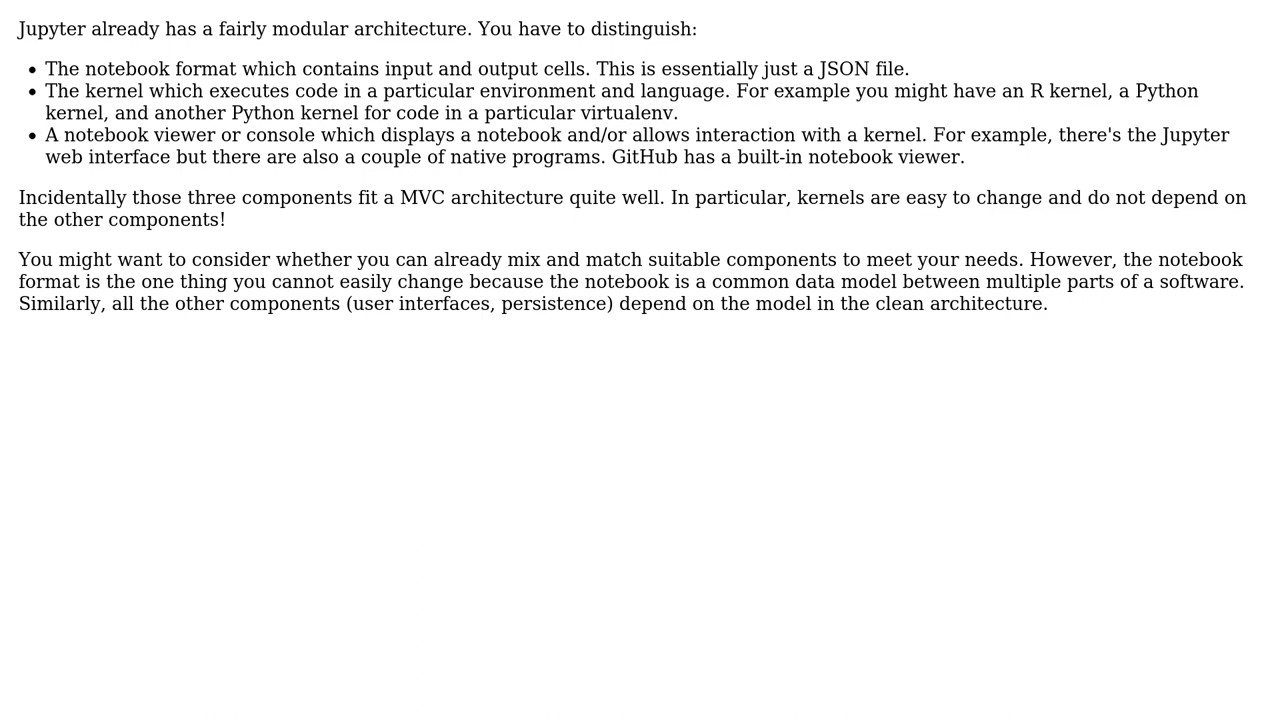 Jupyter already has a fairly modular architecture. You have to distinguish:
• The notebook format which contains input and output cells. This is essentially just a JSON file.
• The kernel which executes code in a particular environment and language. For example you might have an R kernel, a Python
kernel, and another Python kernel for code in a particular virtualenv.
• A notebook viewer or console which displays a notebook and/or allows interaction with a kernel. For example, there's the Jupyter
web interface but there are also a couple of native programs. GitHub has a built-in notebook viewer.
Incidentally those three components fit a MVC architecture quite well. In particular, kernels are easy to change and do not depend on
the other components!
You might want to consider whether you can already mix and match suitable components to meet your needs. However, the notebook
format is the one thing you cannot easily change because the notebook is a common data model between multiple parts of a software.
Similarly, all the other components (user interfaces, persistence) depend on the model in the clean architecture.